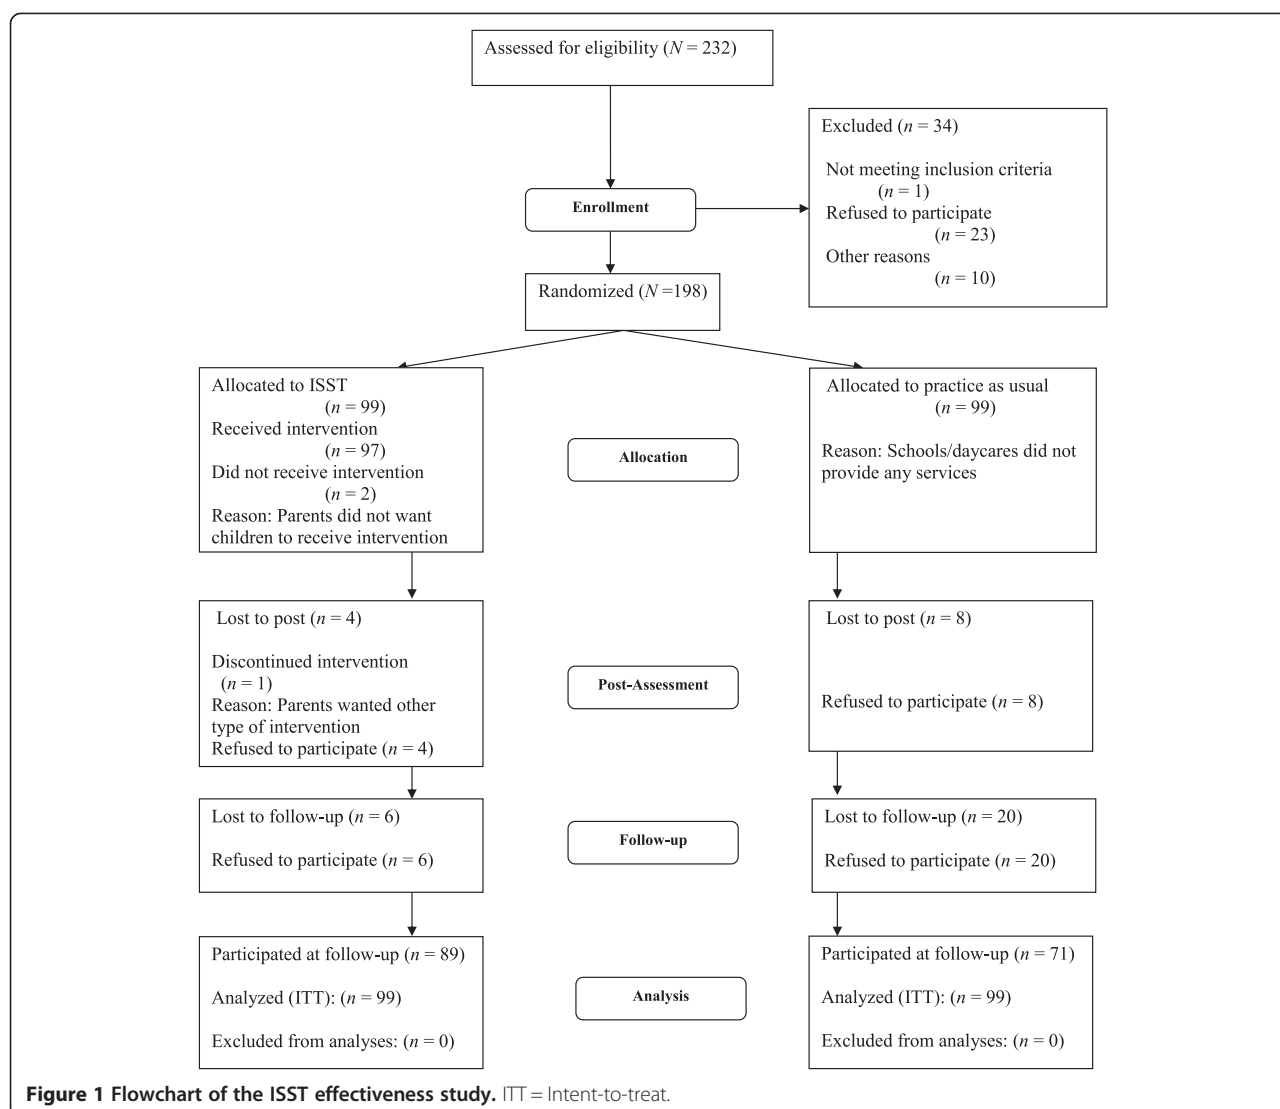 Assessed for eligibility (N = 232)
Excluded (n = 34)
Not meeting inclusion criteria
(n = 1)
Refused to participate
(n = 23)
Other reasons
(n = 10)
Enrollment
Randomized (N =198)
Allocated to ISST
(n = 99)
Received intervention
(n = 97)
Did not receive intervention
(n = 2)
Reason: Parents did not want
children to receive intervention
Allocation
Allocated to practice as usual
(n = 99)
Reason: Schools/daycares did not
provide any services
Lost to post (n = 4)
Discontinued intervention
(n = 1)
Reason: Parents wanted other
type of intervention
Refused to participate (n = 4)
Post-Assessment
Lost to post (n = 8)
Refused to participate (n = 8)
Lost to follow-up (n = 6)
Refused to participate (n = 6)
Follow-up
Lost to follow-up (n = 20)
Refused to participate (n = 20)
Participated at follow-up (n = 89)
Analyzed (ITT): (n = 99)
Excluded from analyses: (n = 0)
Analysis
Participated at follow-up (n = 71)
Analyzed (ITT): (n = 99)
Excluded from analyses: (n = 0)
Figure 1 Flowchart of the ISST effectiveness study. ITT = Intent-to-treat.